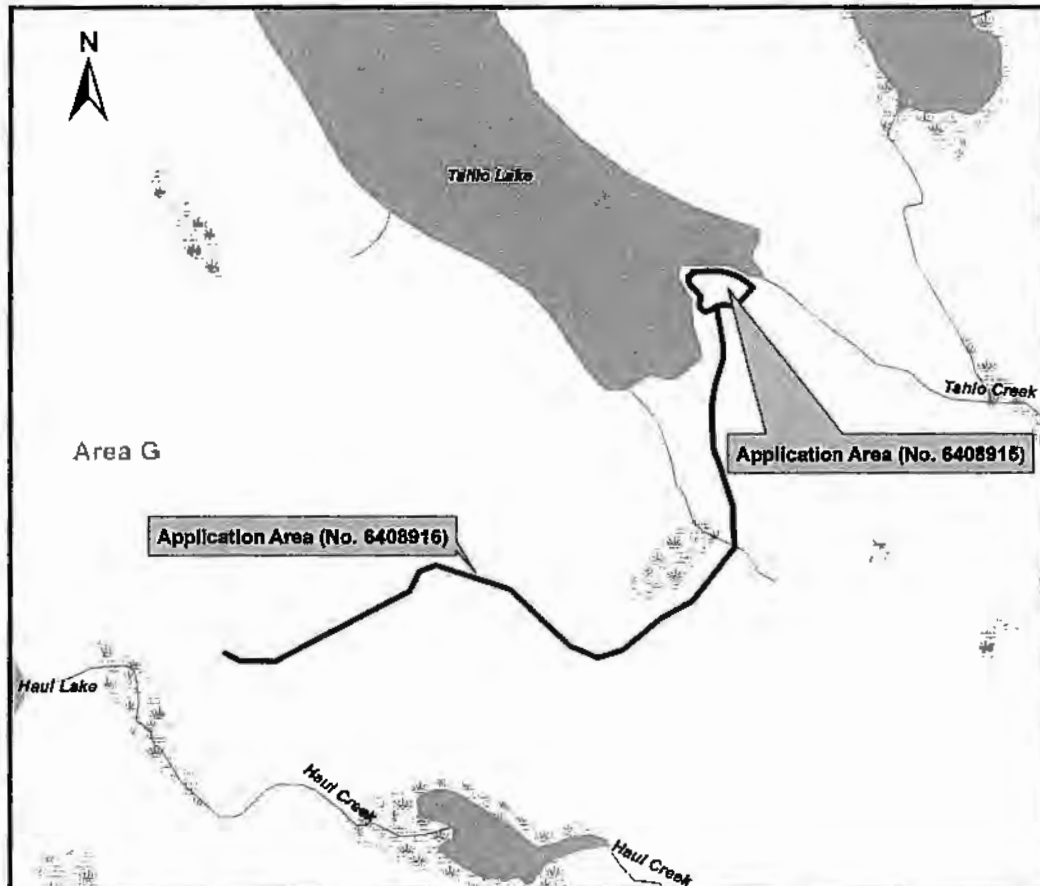 N
Tahlo Lake
Tahlo Creek
Application Area (No. 6408915)
Area G
Application Area (No. 6408916)
Haul Lake
Haul Creek
Haul Creek